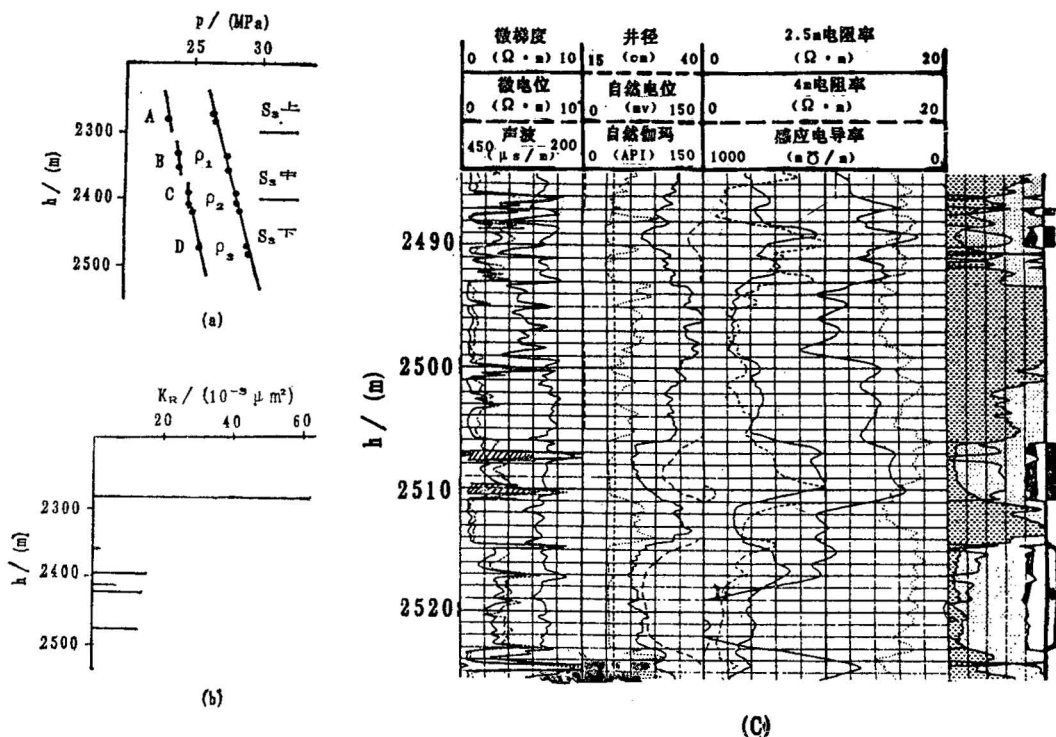 p / (MPa)
25 30
h / (m)
2300
2400
2500
A
B
C
D
ρ₁
ρ₂
ρ₃
S₃上
S₃中
S₃下
(a)
K_R / (10⁻³ μm²)
20 40 60
h / (m)
2300
2400
2500
(b)
微梯度
0 (Ω·m) 10
微电位
0 (Ω·m) 10
声波
450 (μs/m) 200
井径
15 (cm) 40
自然电位
0 (mv) 150
自然伽玛
0 (API) 150
2.5m电阻率
0 (Ω·m) 20
4m电阻率
0 (Ω·m) 20
感应电导率
1000 (m℧/m) 0
h / (m)
2490
2500
2510
2520
(C)